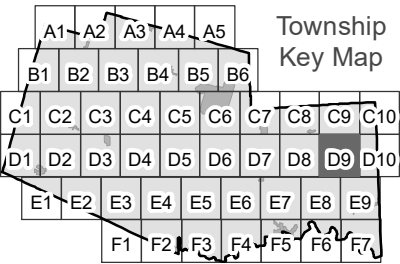 Township
Key Map
A1 A2 A3 A4 A5
B1 B2 B3 B4 B5 B6
C1 C2 C3 C4 C5 C6 C7 C8 C9 C10
D1 D2 D3 D4 D5 D6 D7 D8 D9 D10
E1 E2 E3 E4 E5 E6 E7 E8 E9
F1 F2 F3 F4 F5 F6 F7